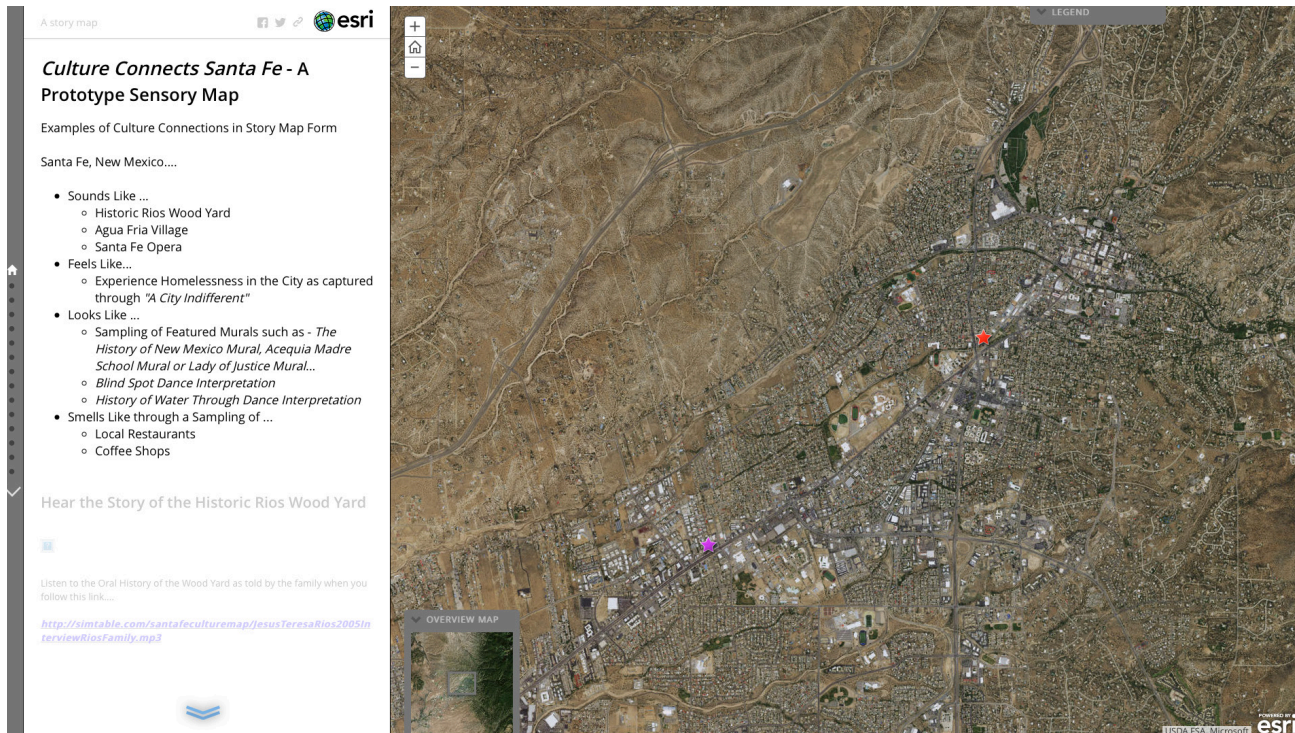 A story map
esri
Culture Connects Santa Fe - A
Prototype Sensory Map
Examples of Culture Connections in Story Map Form
Santa Fe, New Mexico....
Sounds Like ...
Historic Rios Wood Yard
Agua Fria Village
Santa Fe Opera
Feels Like...
Experience Homelessness in the City as captured
through "A City Indifferent"
Looks Like ...
Sampling of Featured Murals such as - The
History of New Mexico Mural, Acequia Madre
School Mural or Lady of Justice Mural...
Blind Spot Dance Interpretation
History of Water Through Dance Interpretation
Smells Like through a Sampling of ...
Local Restaurants
Coffee Shops
Hear the Story of the Historic Rios Wood Yard
Listen to the Oral History of the Wood Yard as told by the family when you
follow this link....
http://simtable.com/santafeculturemap/JesusTeresaRios2005In
terviewRiosFamily.mp3
LEGEND
OVERVIEW MAP
USDA FSA, Microsoft
POWERED BY
esri